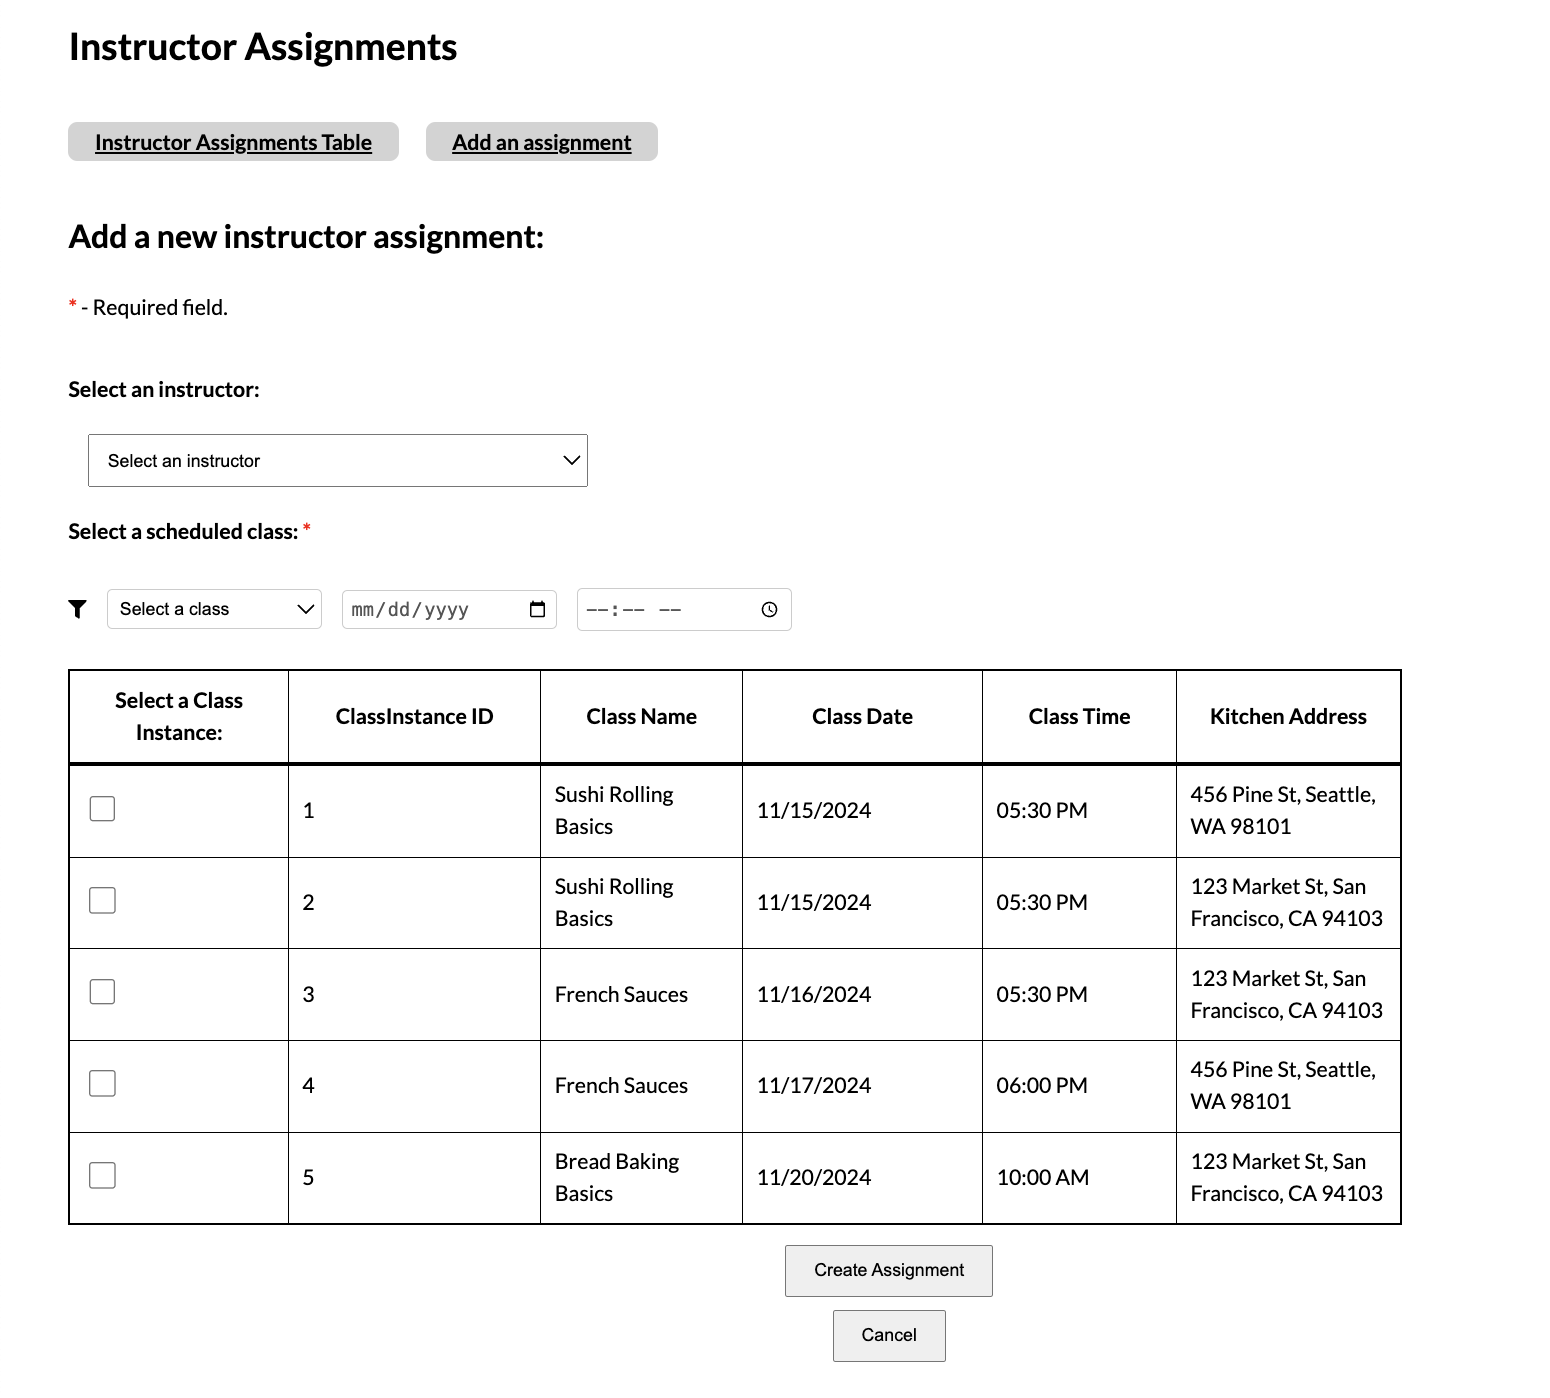 Instructor Assignments
Instructor Assignments Table Add an assignment
Add a new instructor assignment:
* - Required field.
Select an instructor:
Select an instructor
Select a scheduled class: *
Select a class mm/dd/yyyy --:-- --
Select a Class
Instance:
ClassInstance ID Class Name Class Date Class Time Kitchen Address
1 Sushi Rolling
Basics
11/15/2024 05:30 PM 456 Pine St, Seattle,
WA 98101
2 Sushi Rolling
Basics
11/15/2024 05:30 PM 123 Market St, San
Francisco, CA 94103
3 French Sauces 11/16/2024 05:30 PM 123 Market St, San
Francisco, CA 94103
4 French Sauces 11/17/2024 06:00 PM 456 Pine St, Seattle,
WA 98101
5 Bread Baking
Basics
11/20/2024 10:00 AM 123 Market St, San
Francisco, CA 94103
Create Assignment
Cancel